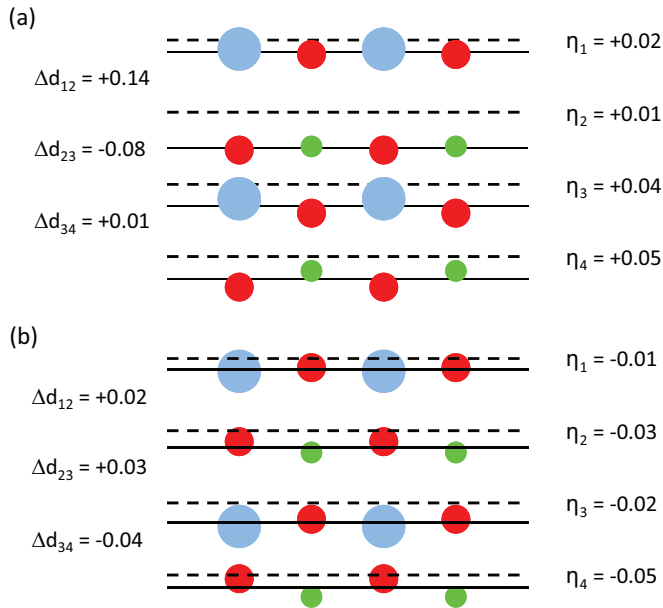 (a)
η₁ = +0.02
Δd₁₂ = +0.14
η₂ = +0.01
Δd₂₃ = -0.08
η₃ = +0.04
Δd₃₄ = +0.01
η₄ = +0.05
(b)
η₁ = -0.01
Δd₁₂ = +0.02
η₂ = -0.03
Δd₂₃ = +0.03
η₃ = -0.02
Δd₃₄ = -0.04
η₄ = -0.05